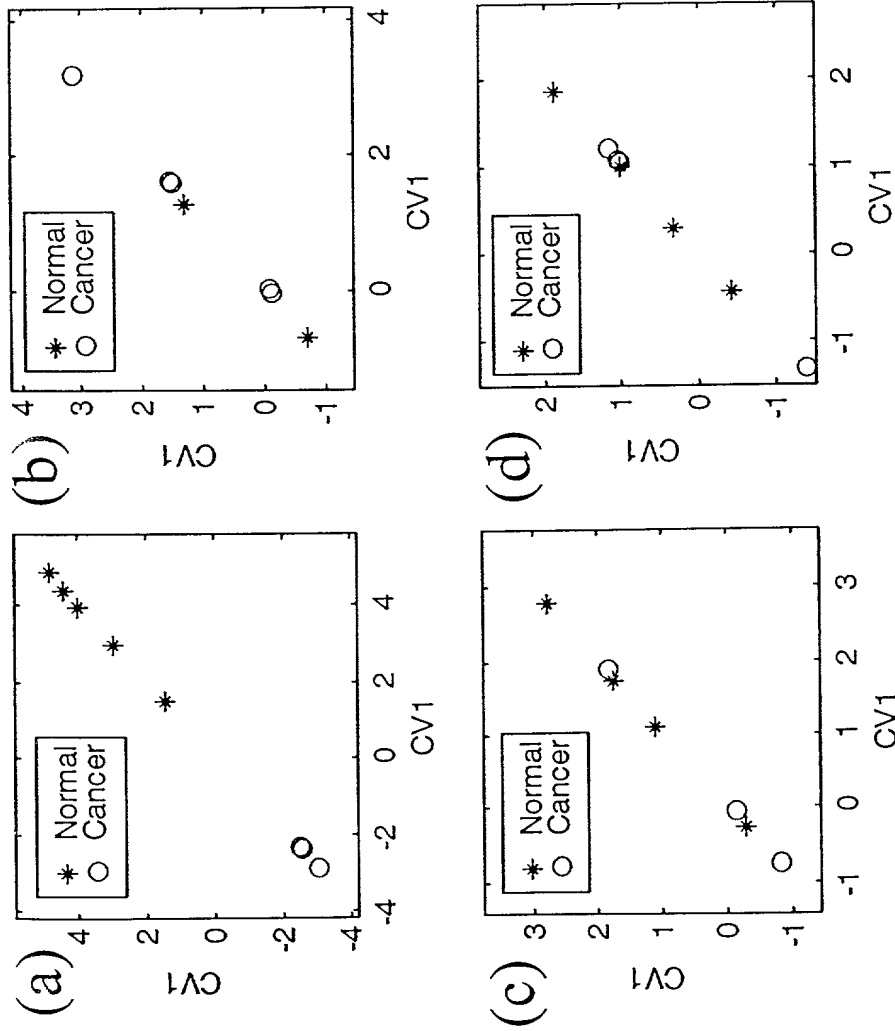 (a)
CV1
4
2
0
-2
-4
Normal
Cancer
-4 -2 0 2 4
CV1
(b)
CV1
4
3
2
1
0
-1
Normal
Cancer
0 2 4
CV1
(c)
CV1
3
2
1
0
-1
Normal
Cancer
-1 0 1 2 3
CV1
(d)
CV1
2
1
0
-1
Normal
Cancer
-1 0 1 2
CV1